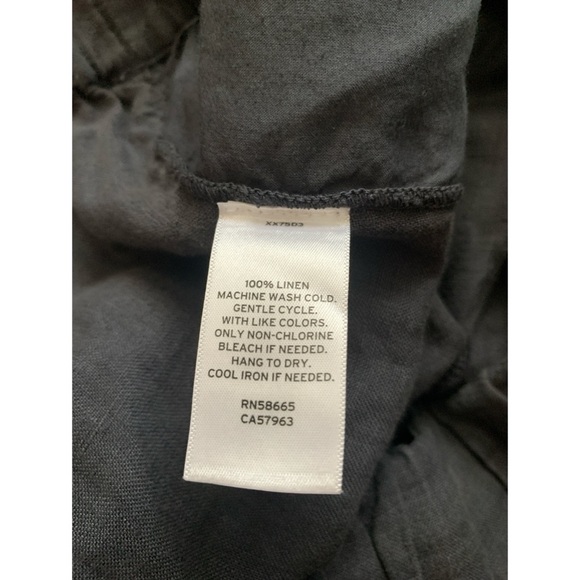 100% LINEN
MACHINE WASH COLD.
GENTLE CYCLE.
WITH LIKE COLORS.
ONLY NON-CHLORINE
BLEACH IF NEEDED.
HANG TO DRY.
COOL IRON IF NEEDED.
RN58665
CA57963